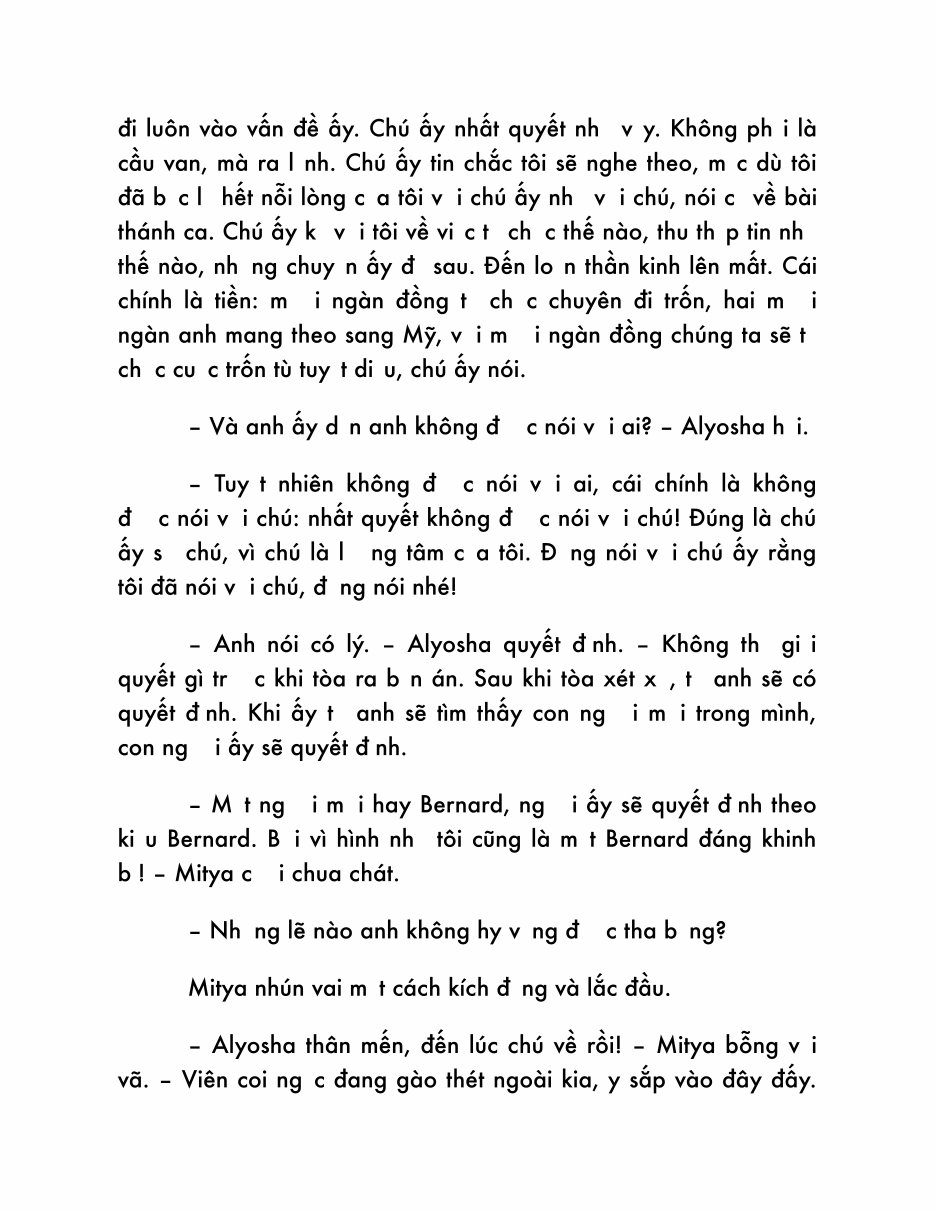 đi luôn vào vấn đề ấy. Chú ấy nhất quyết nh v y. Không ph i là
cầu van, mà ra l nh. Chú ấy tin chắc tôi sẽ nghe theo, m c dù tôi
đã b c l hết nỗi lòng c a tôi v i chú ấy nh v i chú, nói c về bài
thánh ca. Chú ấy k v i tôi về vi c t ch c thế nào, thu th p tin nh
thế nào, nh ng chuy n ấy đ sau. Đến lo n thần kinh lên mất. Cái
chính là tiền: m i ngàn đồng t ch c chuyên đi trốn, hai m i
ngàn anh mang theo sang Mỹ, v i m i ngàn đồng chúng ta sẽ t
ch c cu c trốn tù tuy t di u, chú ấy nói.
– Và anh ấy d n anh không đ c nói v i ai? – Alyosha h i.
– Tuy t nhiên không đ c nói v i ai, cái chính là không
đ c nói v i chú: nhất quyết không đ c nói v i chú! Đúng là chú
ấy s chú, vì chú là l ng tâm c a tôi. Đ ng nói v i chú ấy rằng
tôi đã nói v i chú, đ ng nói nhé!
– Anh nói có lý. – Alyosha quyết đ nh. – Không th gi i
quyết gì tr c khi tòa ra b n án. Sau khi tòa xét x , t anh sẽ có
quyết đ nh. Khi ấy t anh sẽ tìm thấy con ng i m i trong mình,
con ng i ấy sẽ quyết đ nh.
– M t ng i m i hay Bernard, ng i ấy sẽ quyết đ nh theo
ki u Bernard. B i vì hình nh tôi cũng là m t Bernard đáng khinh
b ! – Mitya c i chua chát.
– Nh ng lẽ nào anh không hy v ng đ c tha b ng?
Mitya nhún vai m t cách kích đ ng và lắc đầu.
– Alyosha thân mến, đến lúc chú về rồi! – Mitya bỗng v i
vã. – Viên coi ng c đang gào thét ngoài kia, y sắp vào đây đấy.